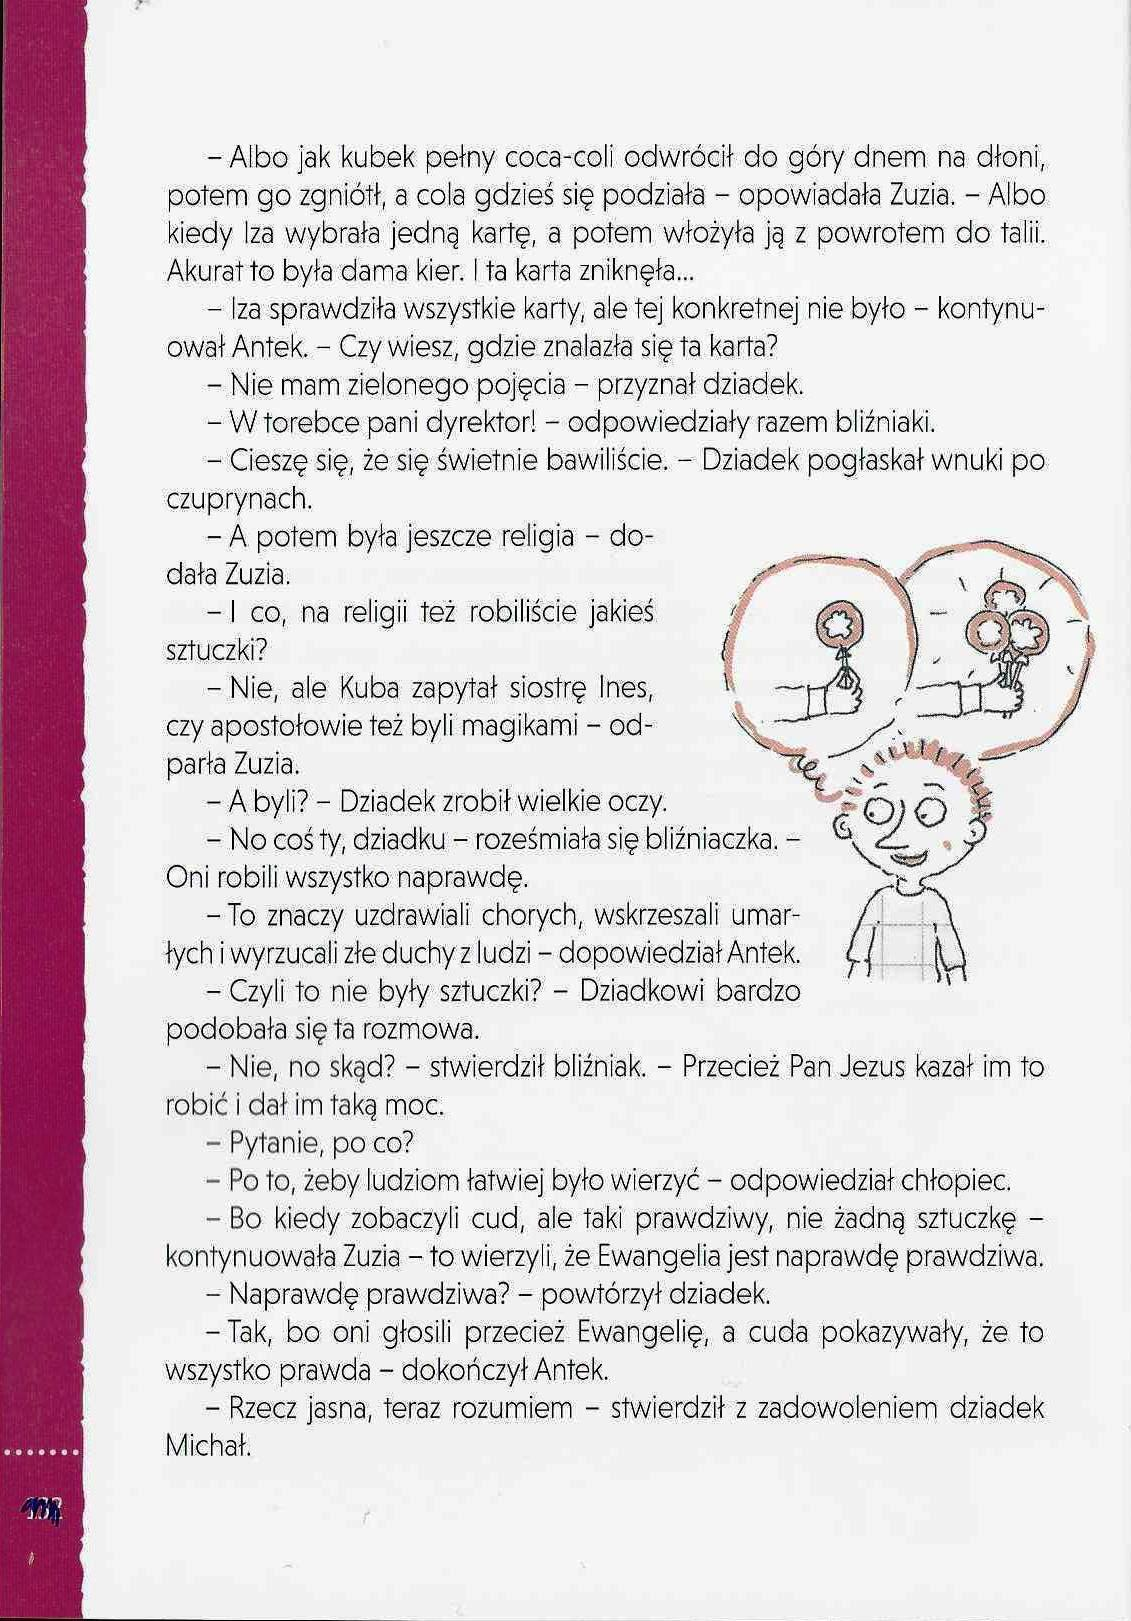 – Albo jak kubek pełny coca-coli odwrócił do góry dnem na dłoni,
potem go zgniótł, a cola gdzieś się podziała – opowiadała Zuzia. – Albo
kiedy Iza wybrała jedną kartę, a potem włożyła ją z powrotem do talii.
Akurat to była dama kier. I ta karta zniknęła...
– Iza sprawdziła wszystkie karty, ale tej konkretnej nie było – kontynu-
ował Antek. – Czy wiesz, gdzie znalazła się ta karta?
– Nie mam zielonego pojęcia – przyznał dziadek.
– W torebce pani dyrektor! – odpowiedziały razem bliźniaki.
– Cieszę się, że się świetnie bawiliście. – Dziadek pogłaskał wnuki po
czuprynach.
– A potem była jeszcze religia – do-
dała Zuzia.
– I co, na religii też robiliście jakieś
sztuczki?
– Nie, ale Kuba zapytał siostrę Ines,
czy apostołowie też byli magikami – od-
parła Zuzia.
– A byli? – Dziadek zrobił wielkie oczy.
– No coś ty, dziadku – roześmiała się bliźniaczka. –
Oni robili wszystko naprawdę.
– To znaczy uzdrawiali chorych, wskrzeszali umar-
łych i wyrzucali złe duchy z ludzi – dopowiedział Antek.
– Czyli to nie były sztuczki? – Dziadkowi bardzo
podobała się ta rozmowa.
– Nie, no skąd? – stwierdził bliźniak. – Przecież Pan Jezus kazał im to
robić i dał im taką moc.
– Pytanie, po co?
– Po to, żeby ludziom łatwiej było wierzyć – odpowiedział chłopiec.
– Bo kiedy zobaczyli cud, ale taki prawdziwy, nie żadną sztuczkę –
kontynuowała Zuzia – to wierzyli, że Ewangelia jest naprawdę prawdziwa.
– Naprawdę prawdziwa? – powtórzył dziadek.
– Tak, bo oni głosili przecież Ewangelię, a cuda pokazywały, że to
wszystko prawda – dokończył Antek.
– Rzecz jasna, teraz rozumiem – stwierdził z zadowoleniem dziadek
Michał.